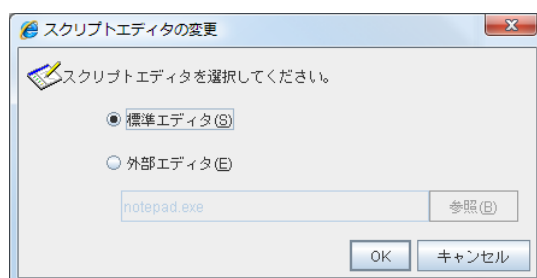 スクリプトエディタの変更
スクリプトエディタを選択してください。
標準エディタ(S)
外部エディタ(E)
notepad.exe 参照(B)
OK キャンセル